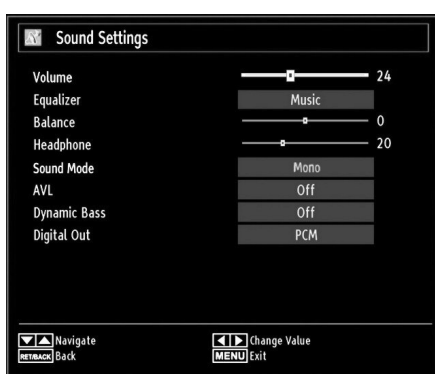 Sound Settings
Volume 24
Equalizer Music
Balance 0
Headphone 20
Sound Mode Mono
AVL Off
Dynamic Bass Off
Digital Out PCM
Navigate Change Value
RET/BACK Back MENU Exit